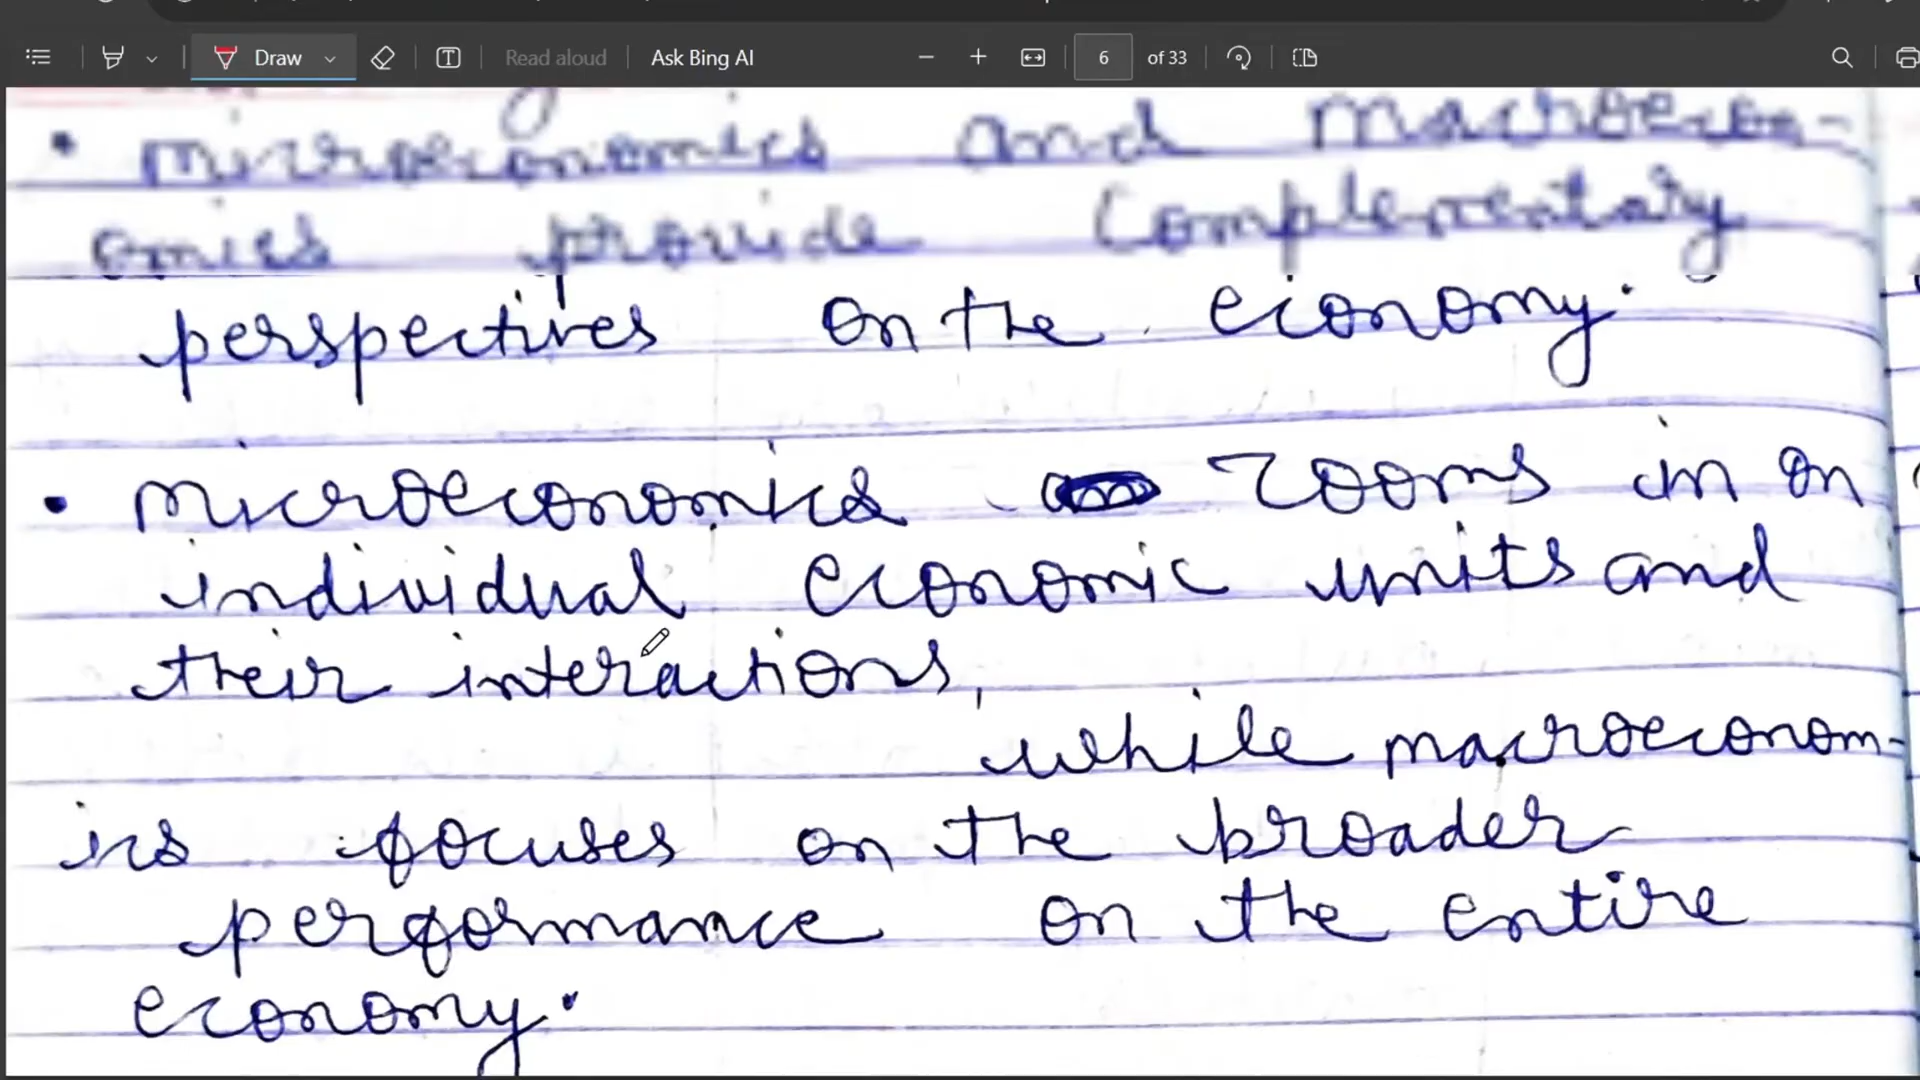 Draw
Read aloud
Ask Bing AI
6 of 33
• Microeconomics and Macroecon-
omics provide Complementary
perspectives on the economy.
• Microeconomics zooms in on
individual economic units and
their interactions,
while macroeconom-
ics focuses on the broader
performance on the entire
economy.